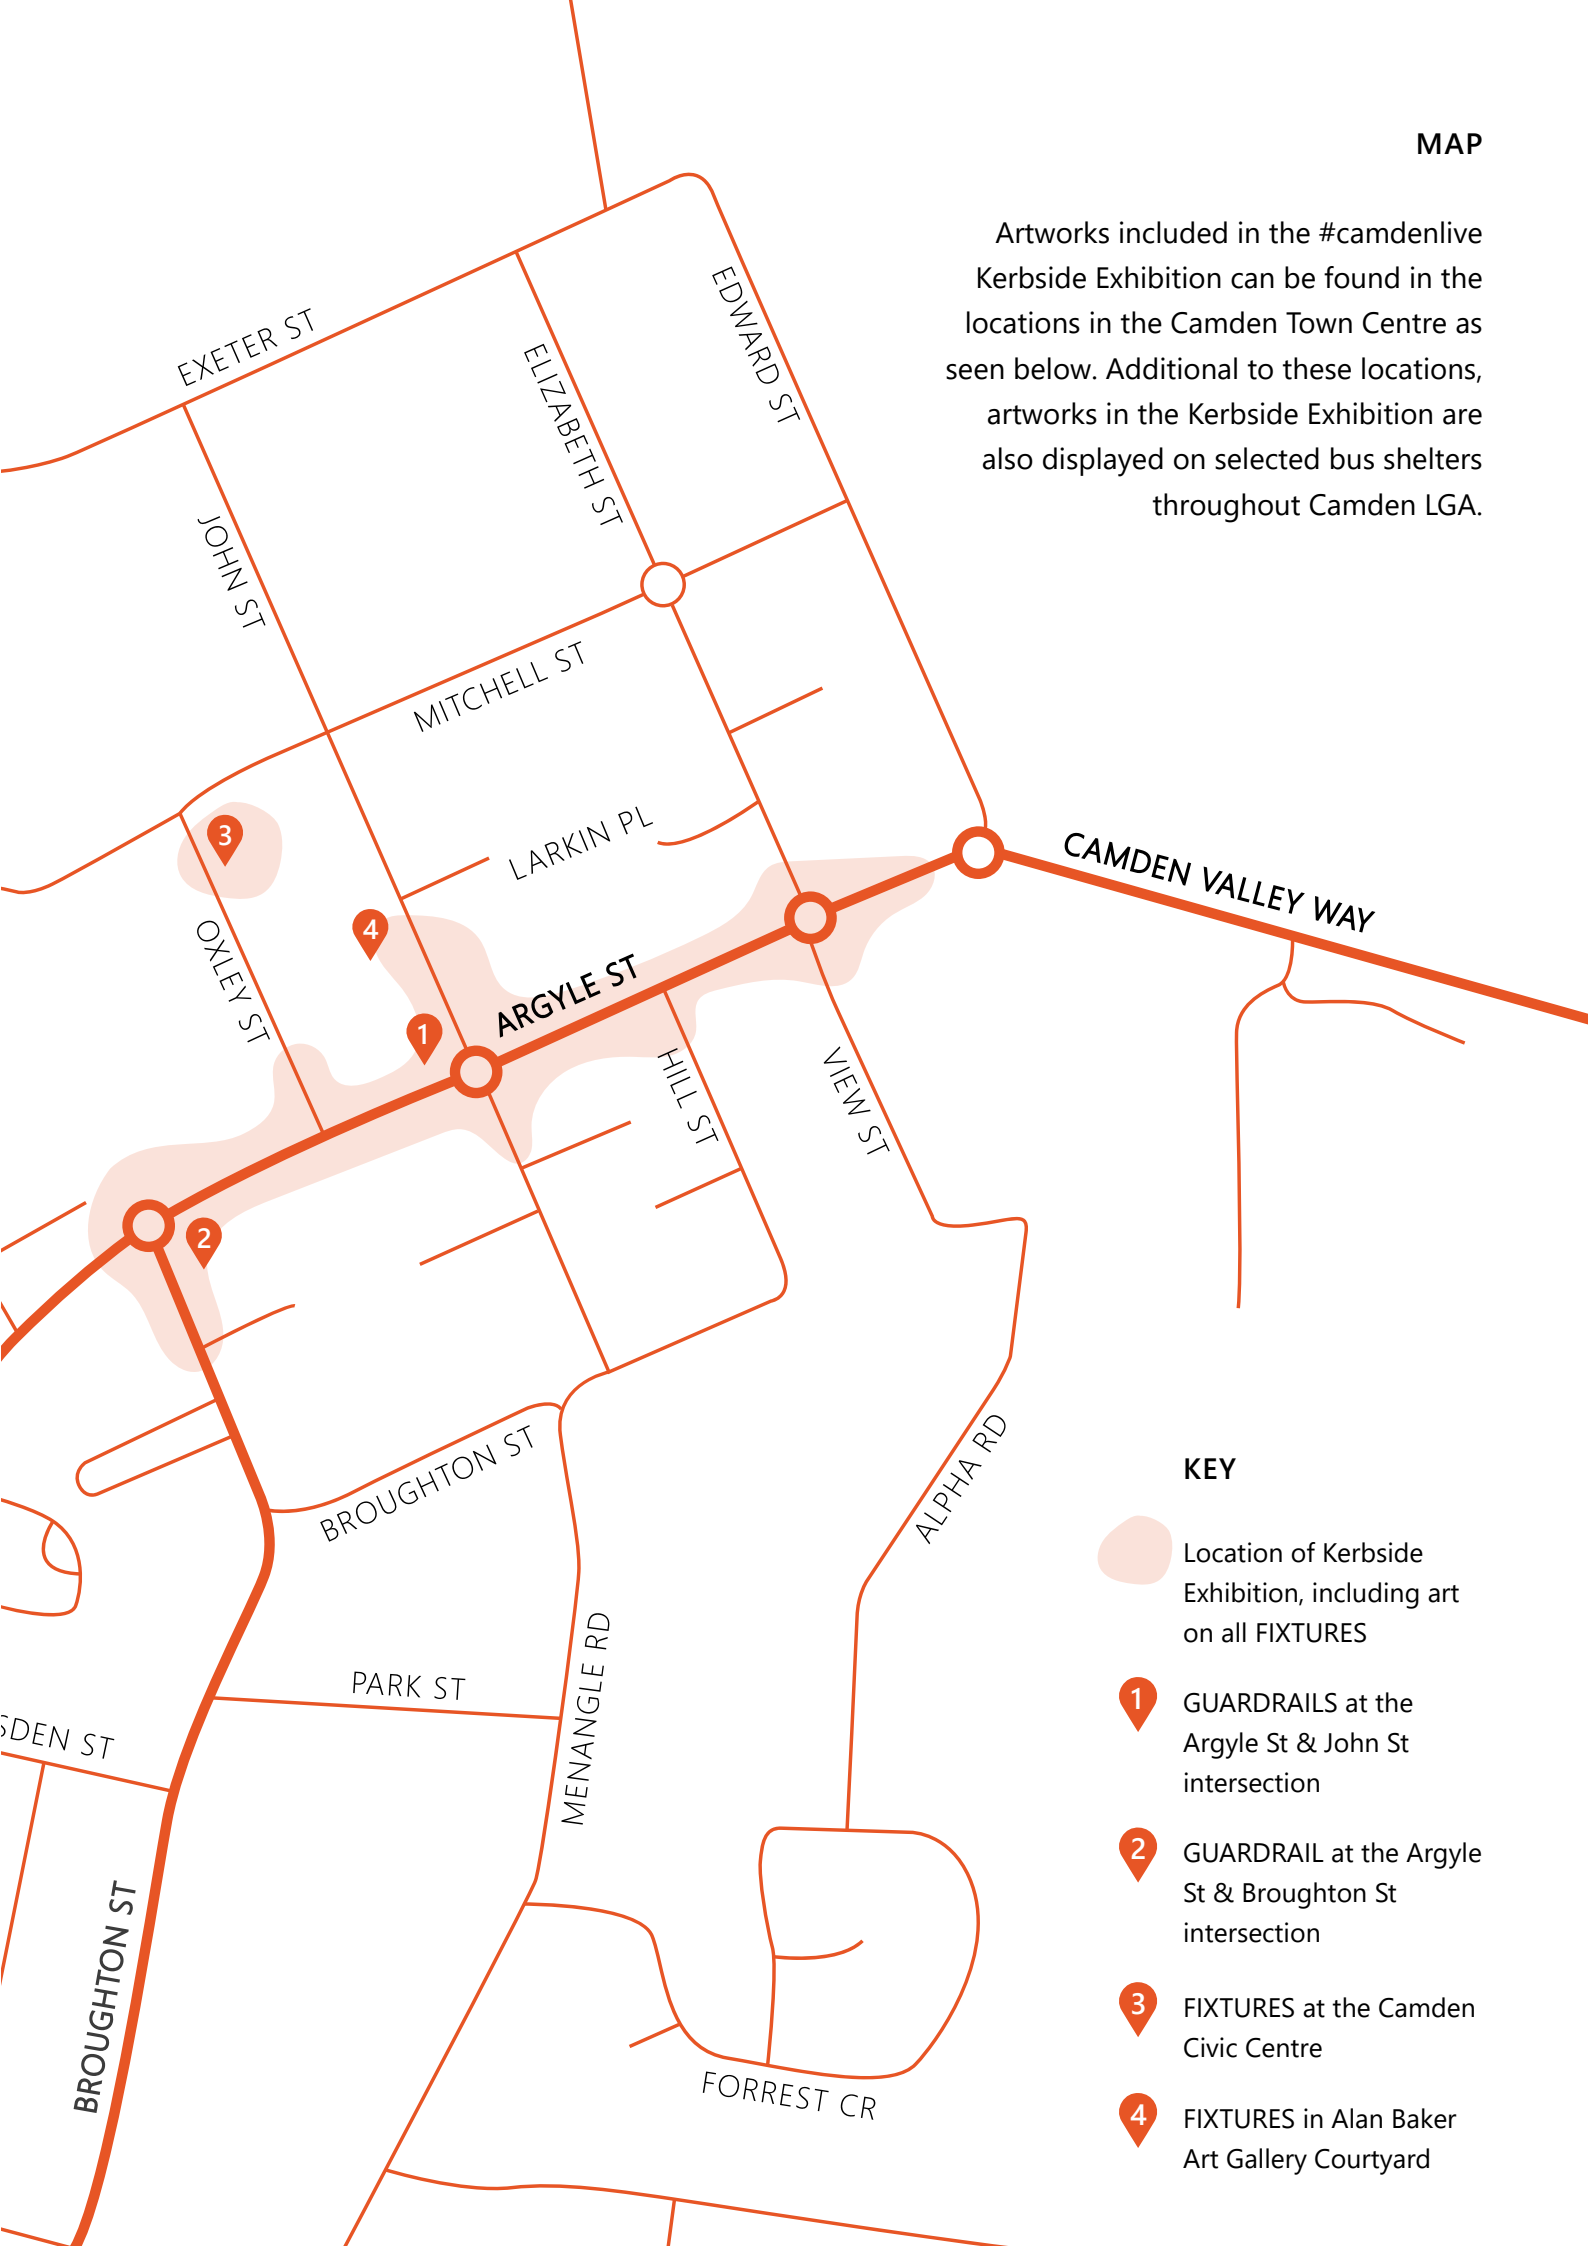 MAP
Artworks included in the #camdenlive
Kerbside Exhibition can be found in the
locations in the Camden Town Centre as
seen below. Additional to these locations,
artworks in the Kerbside Exhibition are
also displayed on selected bus shelters
throughout Camden LGA.
EXETER ST
ELIZABETH ST
EDWARD ST
JOHN ST
MITCHELL ST
LARKIN PL
3
CAMDEN VALLEY WAY
4
OXLEY ST
ARGYLE ST
1
HILL ST
VIEW ST
2
BROUGHTON ST
ALPHA RD
MENANGLE RD
PARK ST
SDEN ST
BROUGHTON ST
FORREST CR
KEY
Location of Kerbside
Exhibition, including art
on all FIXTURES
1
GUARDRAILS at the
Argyle St & John St
intersection
2
GUARDRAIL at the Argyle
St & Broughton St
intersection
3
FIXTURES at the Camden
Civic Centre
4
FIXTURES in Alan Baker
Art Gallery Courtyard